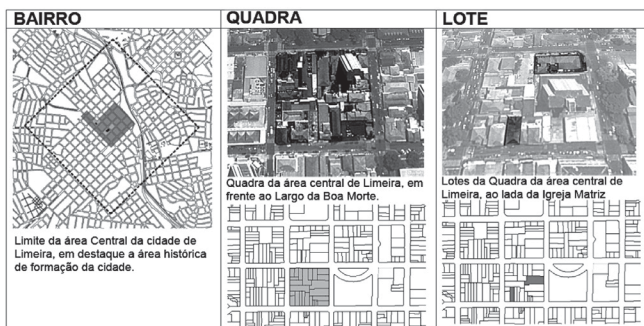 BAIRRO
QUADRA
LOTE
Limite da área Central da cidade de
Limeira, em destaque a área histórica
de formação da cidade.
Quadra da área central de Limeira, em
frente ao Largo da Boa Morte.
Lotes da Quadra da área central de
Limeira, ao lada da Igreja Matriz